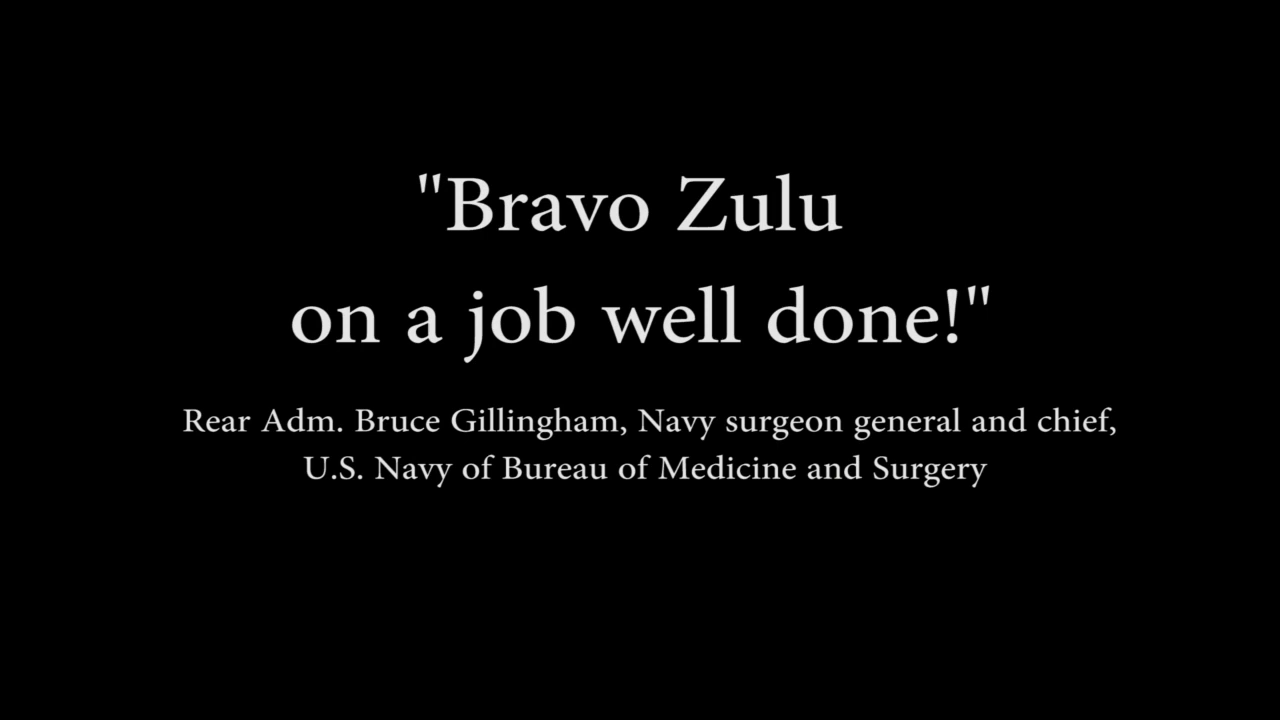 "Bravo Zulu
on a job well done!"
Rear Adm. Bruce Gillingham, Navy surgeon general and chief,
U.S. Navy of Bureau of Medicine and Surgery